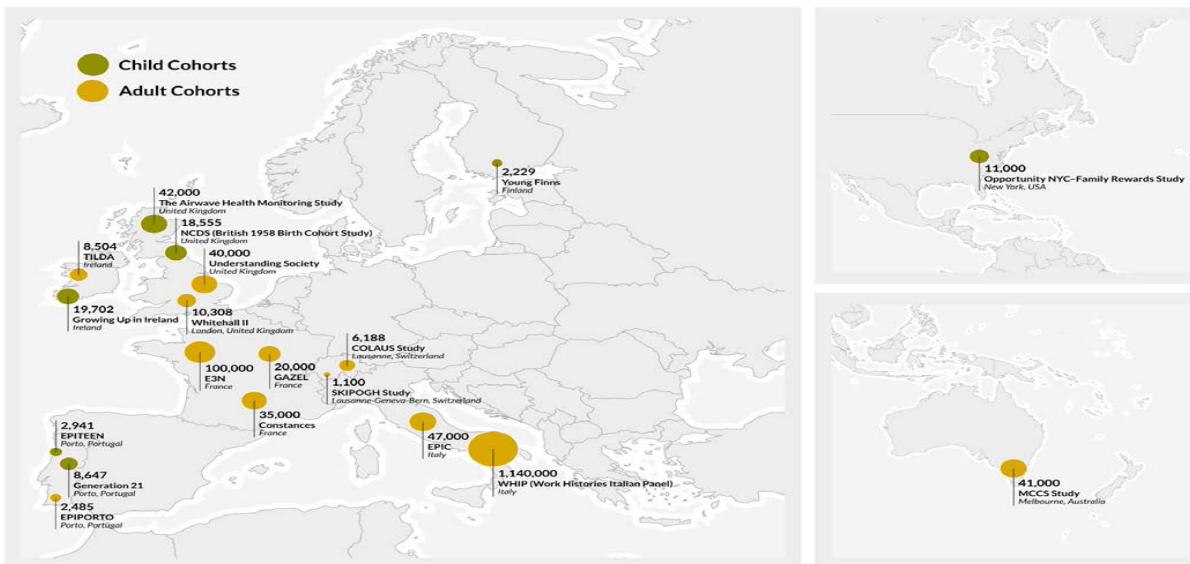 Child Cohorts
Adult Cohorts
2,229
Young Finns
Finland
42,000
The Airwave Health Monitoring Study
United Kingdom
18,555
NCDS (British 1958 Birth Cohort Study)
United Kingdom
8,504
TILDA
Ireland
40,000
Understanding Society
United Kingdom
19,702
Growing Up in Ireland
Ireland
10,308
Whitehall II
London, United Kingdom
6,188
COLAUS Study
Lausanne, Switzerland
100,000
E3N
France
20,000
GAZEL
France
1,100
SKIPOGH Study
Lausanne-Geneva-Bern, Switzerland
35,000
Constances
France
2,941
EPITEEN
Porto, Portugal
47,000
EPIC
Italy
8,647
Generation 21
Porto, Portugal
1,140,000
WHIP (Work Histories Italian Panel)
Italy
2,485
EPIPORTO
Porto, Portugal
11,000
Opportunity NYC–Family Rewards Study
New York, USA
41,000
MCCS Study
Melbourne, Australia